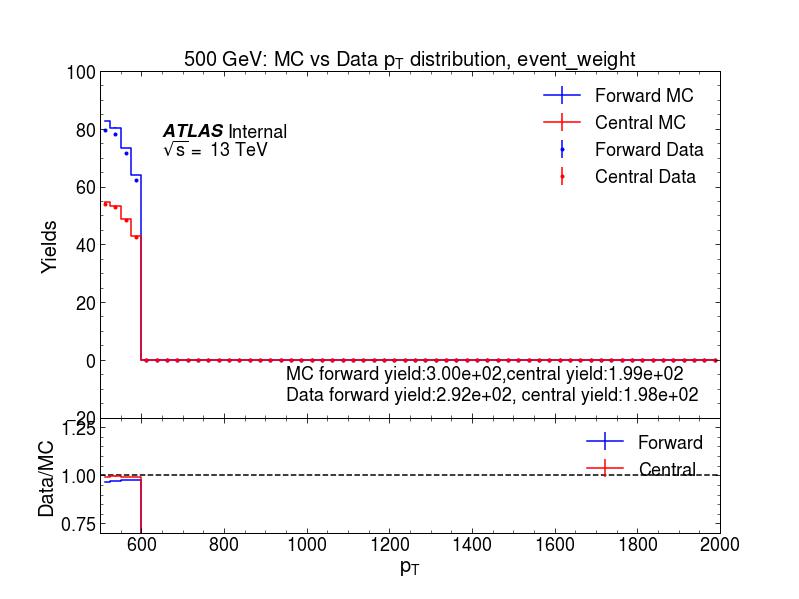 500 GeV: MC vs Data pT distribution, event_weight
100
80
60
40
20
0
−20
Yields
ATLAS Internal
√s = 13 TeV
Forward MC
Central MC
Forward Data
Central Data
MC forward yield:3.00e+02,central yield:1.99e+02
Data forward yield:2.92e+02, central yield:1.98e+02
1.25
1.00
0.75
Data/MC
Forward
Central
600 800 1000 1200 1400 1600 1800 2000
pT